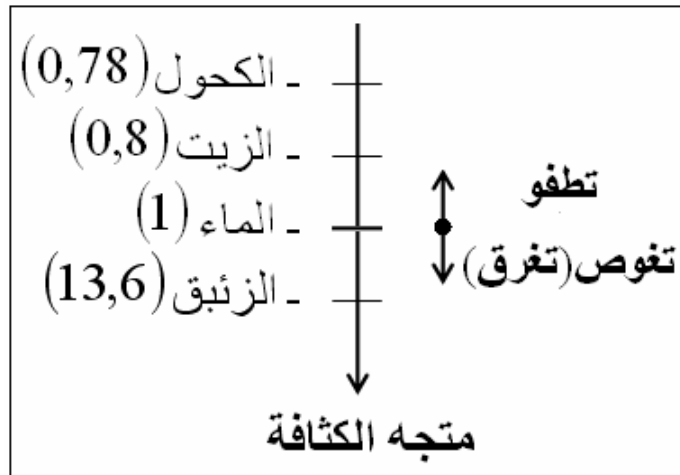 - الكحول (0,78)
- الزيت (0,8)
تطفو
- الماء (1)
تغوص(تغرق)
- الزئبق (13,6)
متجه الكثافة